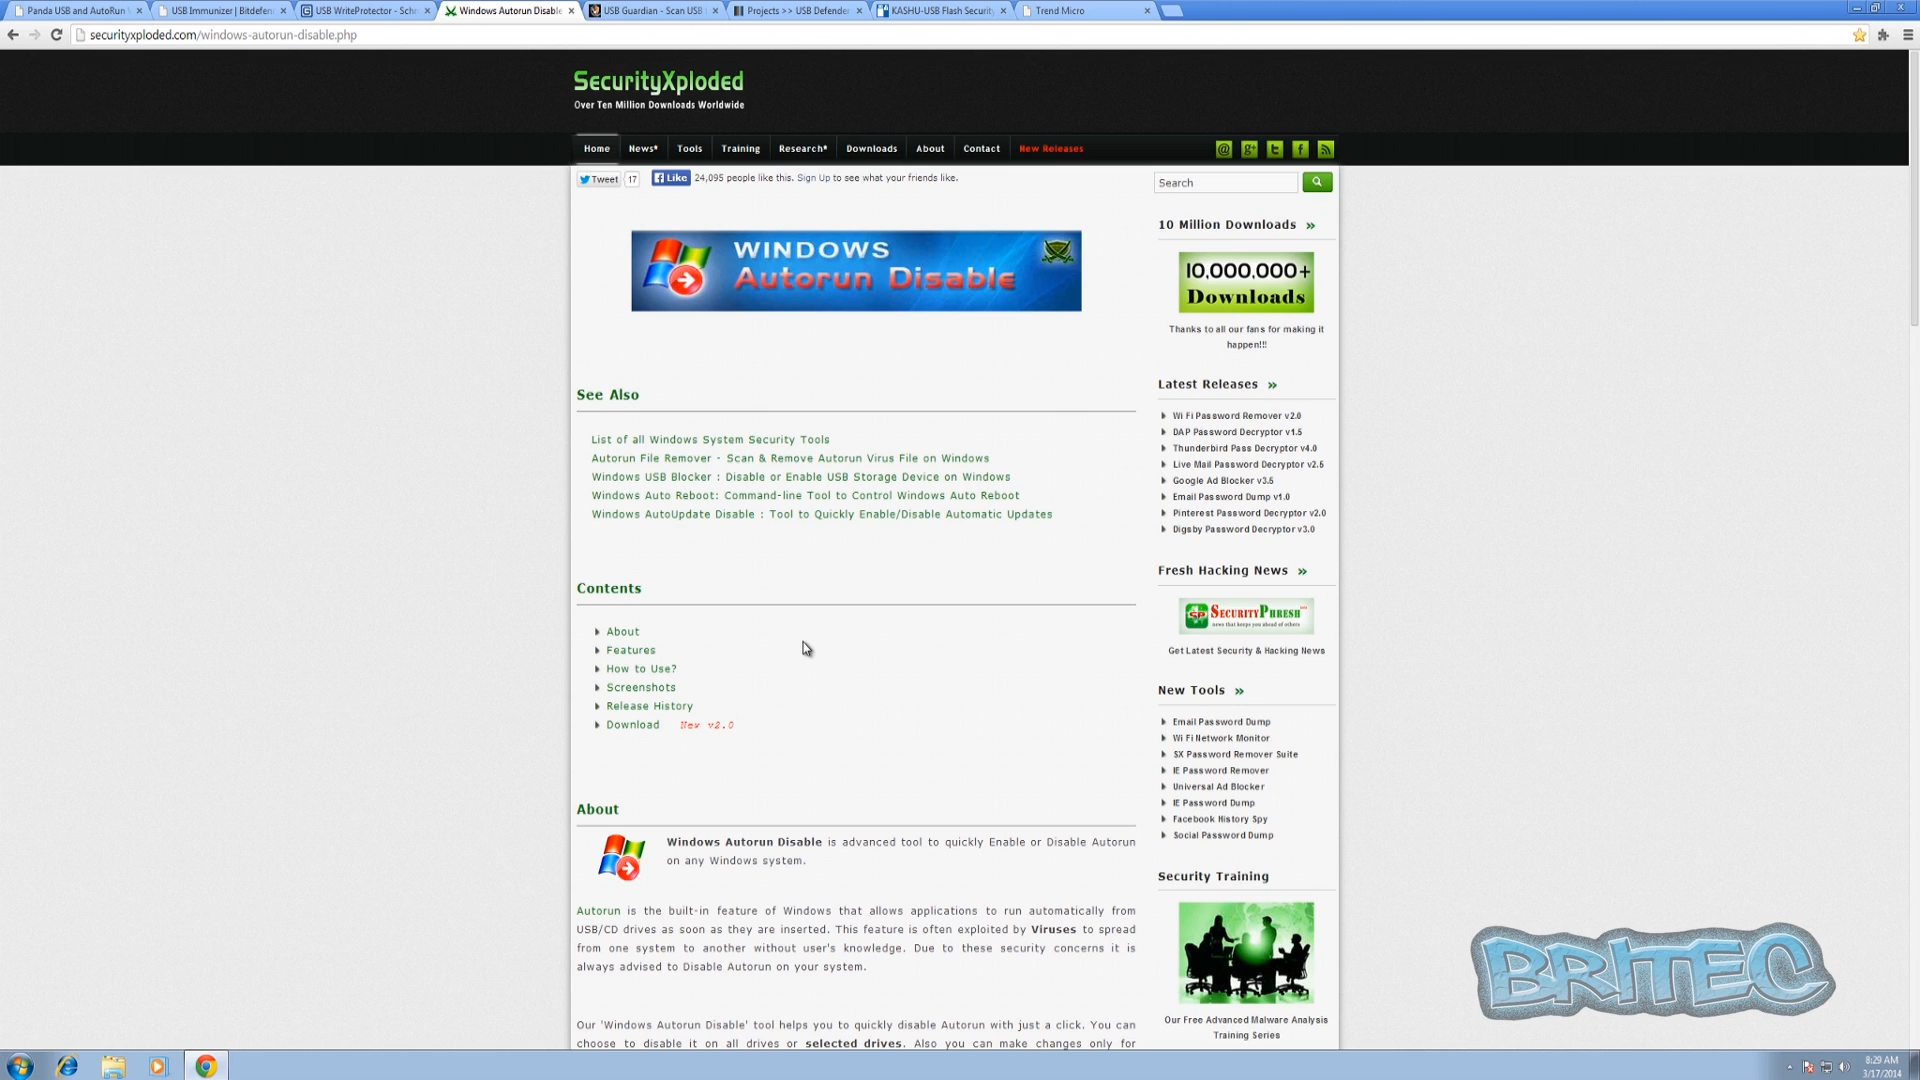 Panda USB and AutoRun
USB Immunizer | Bitdefen
USB WriteProtector - Sch
Windows Autorun Disable
USB Guardian - Scan USB
Projects >> USB Defender
KASHU-USB Flash Security
Trend Micro
securityxploded.com/windows-autorun-disable.php
SecurityXploded
Over Ten Million Downloads Worldwide
Home News* Tools Training Research* Downloads About Contact New Releases
Tweet 17 Like 24,095 people like this. Sign Up to see what your friends like.
WINDOWS
Autorun Disable
See Also
List of all Windows System Security Tools
Autorun File Remover - Scan & Remove Autorun Virus File on Windows
Windows USB Blocker : Disable or Enable USB Storage Device on Windows
Windows Auto Reboot: Command-line Tool to Control Windows Auto Reboot
Windows AutoUpdate Disable : Tool to Quickly Enable/Disable Automatic Updates
Contents
About
Features
How to Use?
Screenshots
Release History
Download New v2.0
About
Windows Autorun Disable is advanced tool to quickly Enable or Disable Autorun
on any Windows system.
Autorun is the built-in feature of Windows that allows applications to run automatically from
USB/CD drives as soon as they are inserted. This feature is often exploited by Viruses to spread
from one system to another without user's knowledge. Due to these security concerns it is
always advised to Disable Autorun on your system.
Our 'Windows Autorun Disable' tool helps you to quickly disable Autorun with just a click. You can
choose to disable it on all drives or selected drives. Also you can make changes only for
Search
10 Million Downloads »
10,000,000+
Downloads
Thanks to all our fans for making it
happen!!!
Latest Releases »
Wi Fi Password Remover v2.0
DAP Password Decryptor v1.5
Thunderbird Pass Decryptor v4.0
Live Mail Password Decryptor v2.5
Google Ad Blocker v3.5
Email Password Dump v1.0
Pinterest Password Decryptor v2.0
Digsby Password Decryptor v3.0
Fresh Hacking News »
SP SECURITYPHRESH
news that keeps you ahead of others
Get Latest Security & Hacking News
New Tools »
Email Password Dump
Wi Fi Network Monitor
SX Password Remover Suite
IE Password Remover
Universal Ad Blocker
IE Password Dump
Facebook History Spy
Social Password Dump
Security Training
Our Free Advanced Malware Analysis
Training Series
BRITEC
8:29 AM
3/17/2014